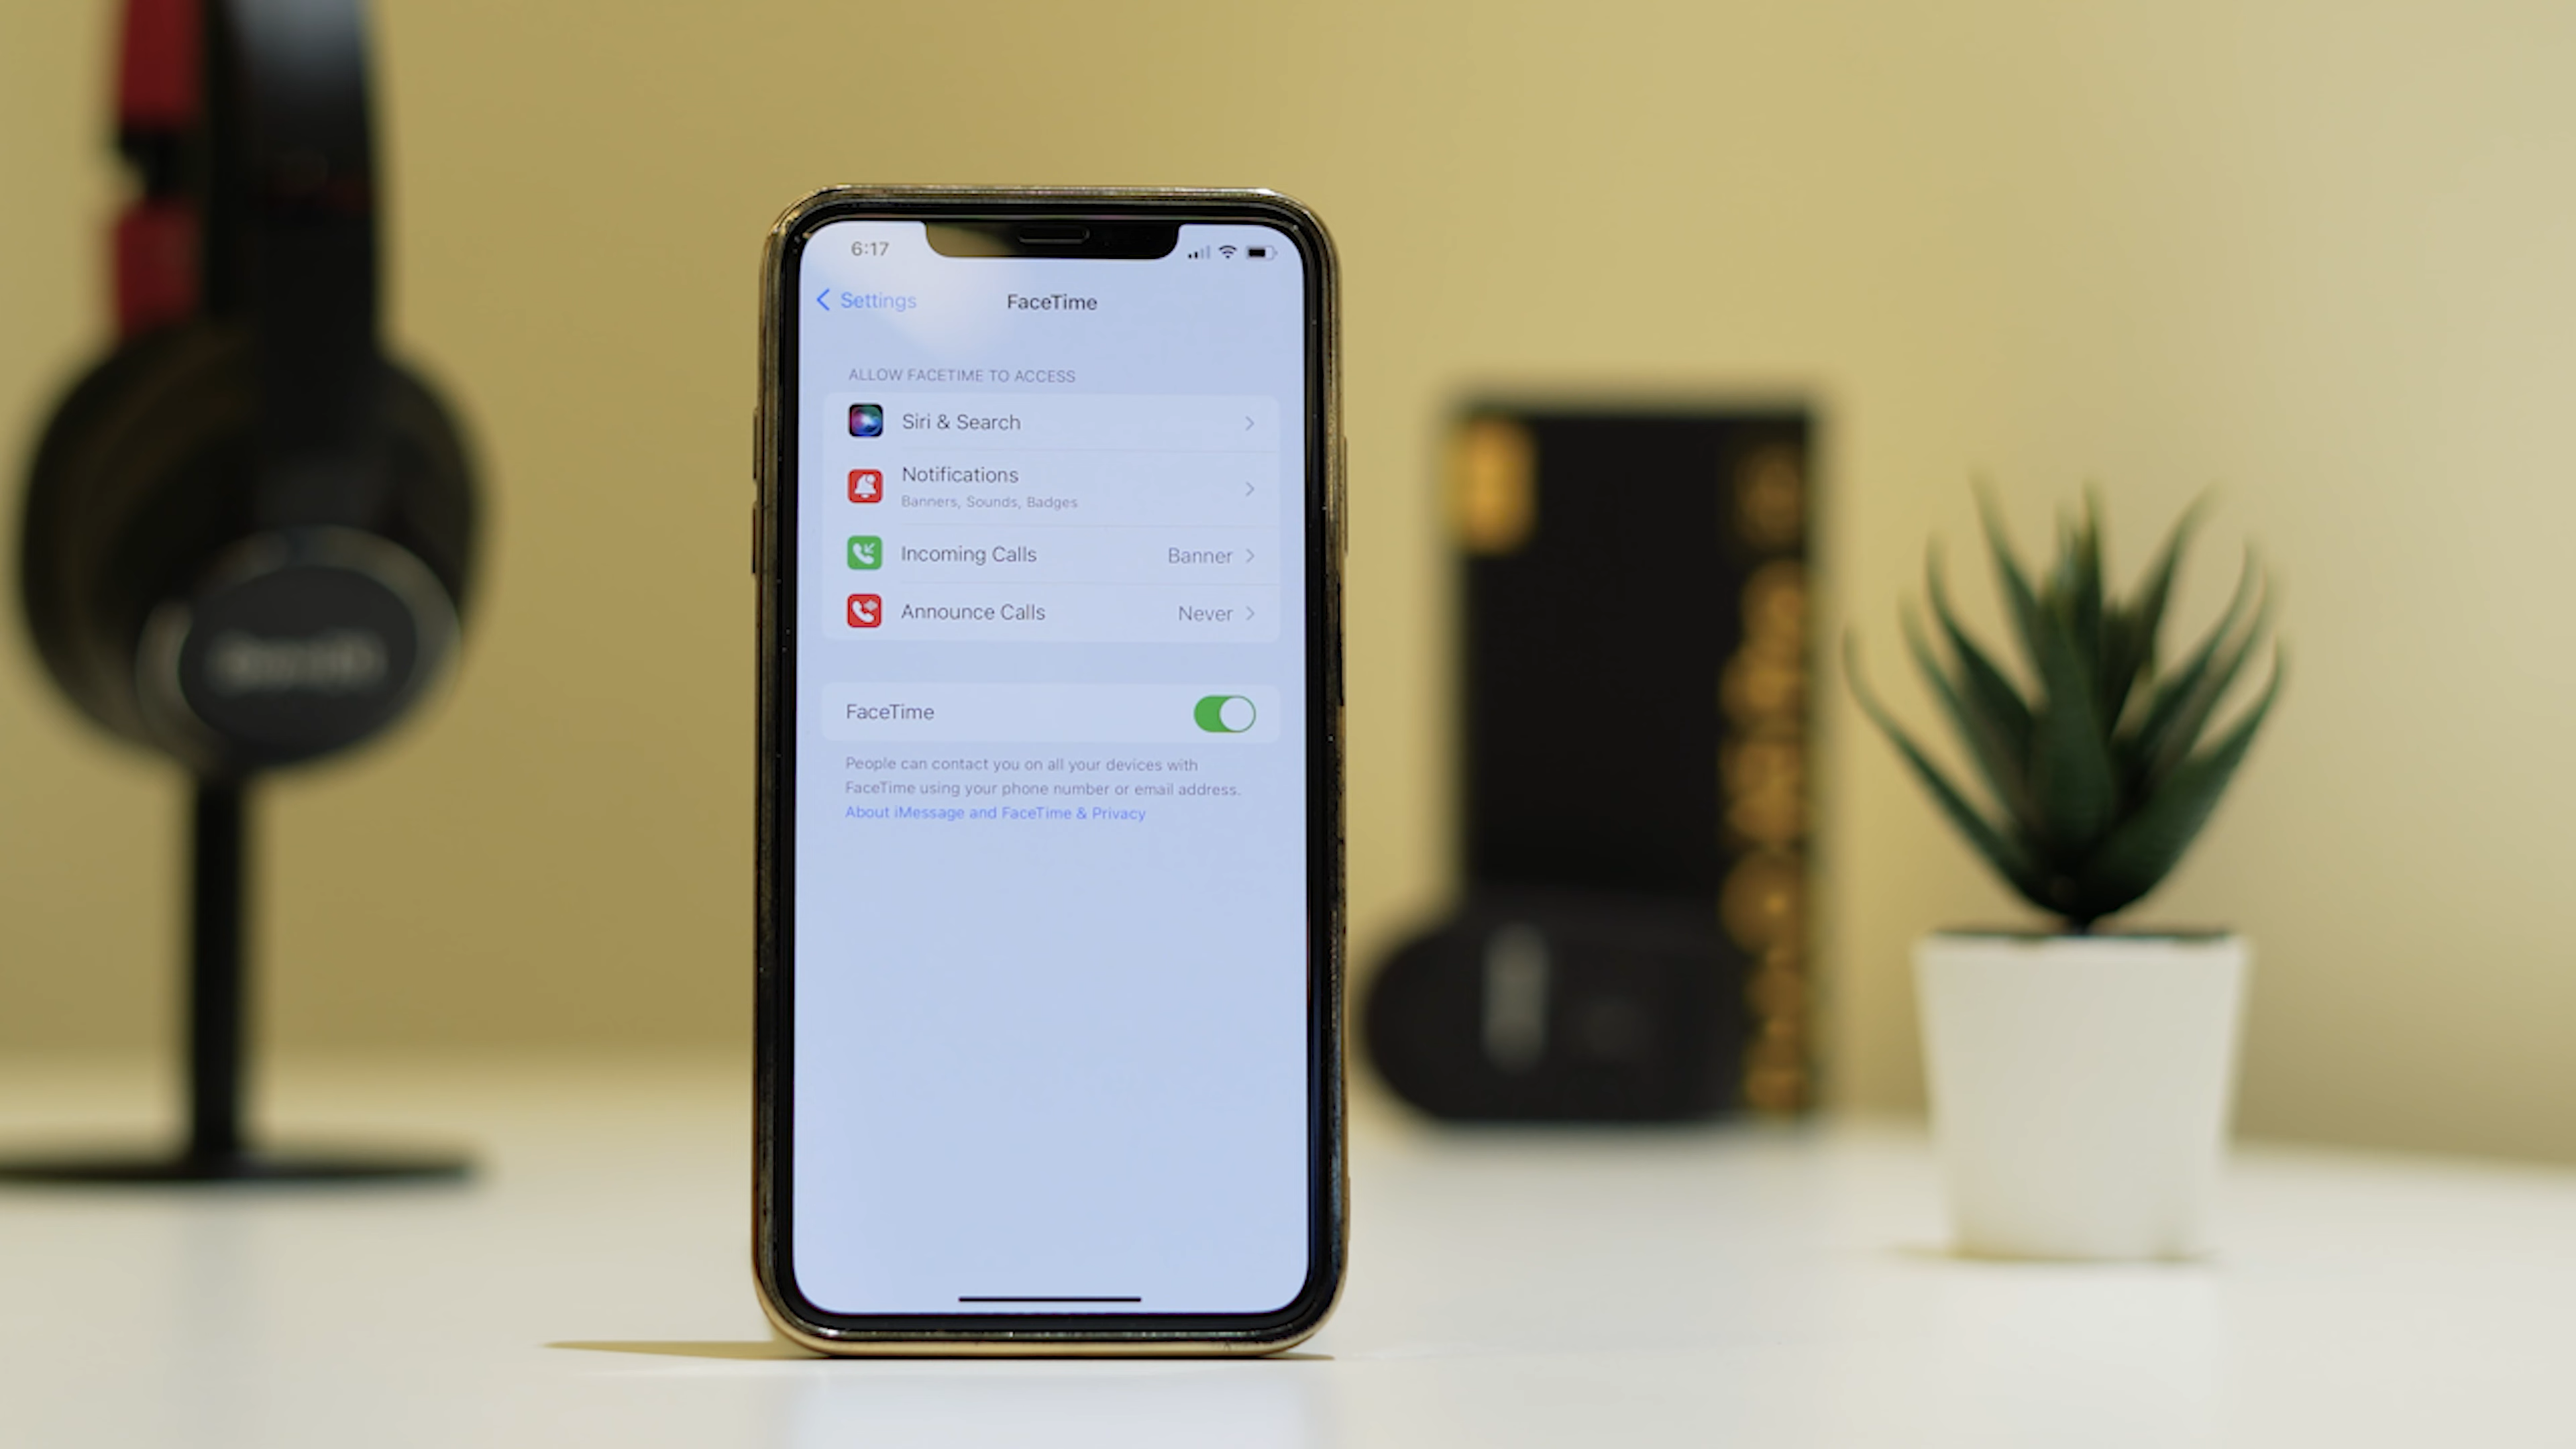 6:17
Settings
FaceTime
ALLOW FACETIME TO ACCESS
Siri & Search
Notifications
Banners, Sounds, Badges
Incoming Calls Banner
Announce Calls Never
FaceTime
People can contact you on all your devices with
FaceTime using your phone number or email address.
About iMessage and FaceTime & Privacy